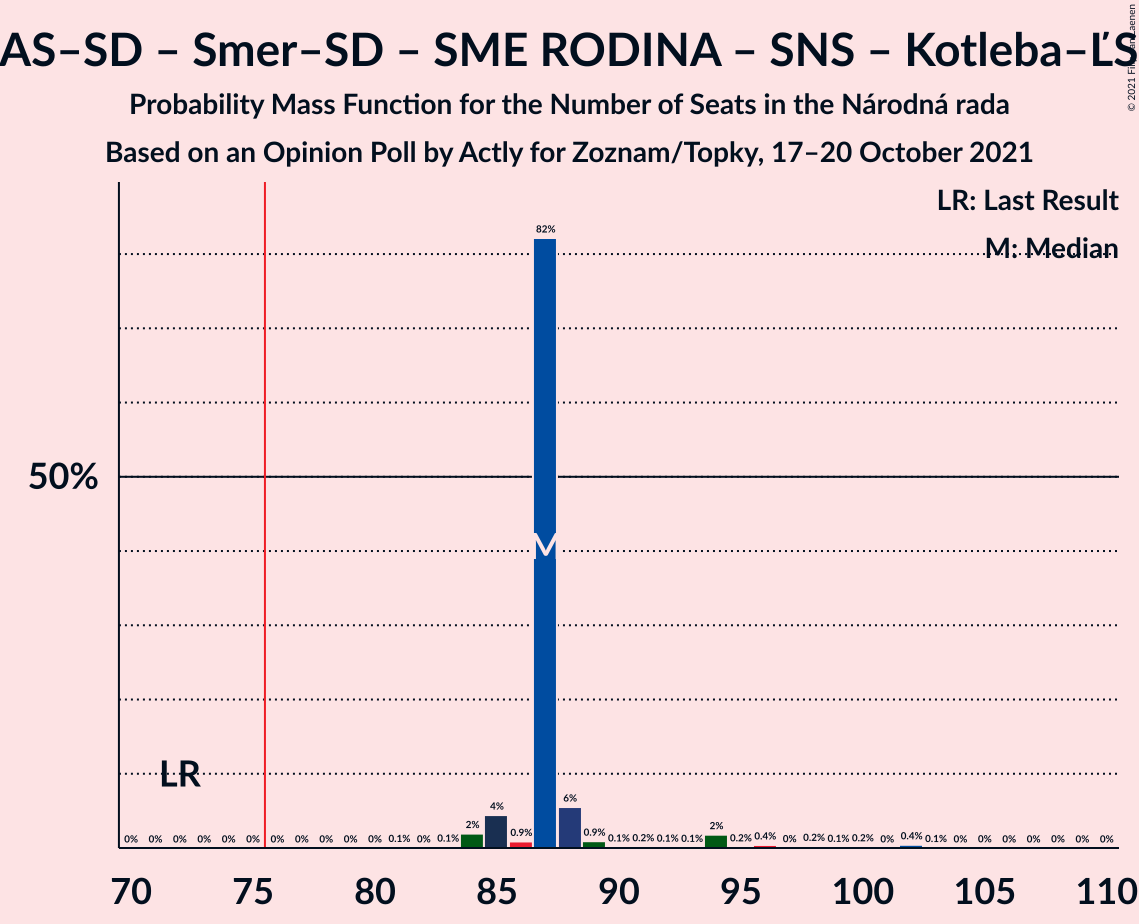 AS–SD – Smer–SD – SME RODINA – SNS – Kotleba–ĽS
Probability Mass Function for the Number of Seats in the Národná rada
Based on an Opinion Poll by Actly for Zoznam/Topky, 17–20 October 2021
LR: Last Result
M: Median
82%
50%
M
LR
0% 0% 0% 0% 0% 0% 0% 0% 0% 0% 0% 0.1% 0% 0.1% 2% 4% 0.9% 6% 0.9% 0.1% 0.2% 0.1% 0.1% 2% 0.2% 0.4% 0% 0.2% 0.1% 0.2% 0% 0.4% 0.1% 0% 0% 0% 0% 0% 0% 0%
70 75 80 85 90 95 100 105 110